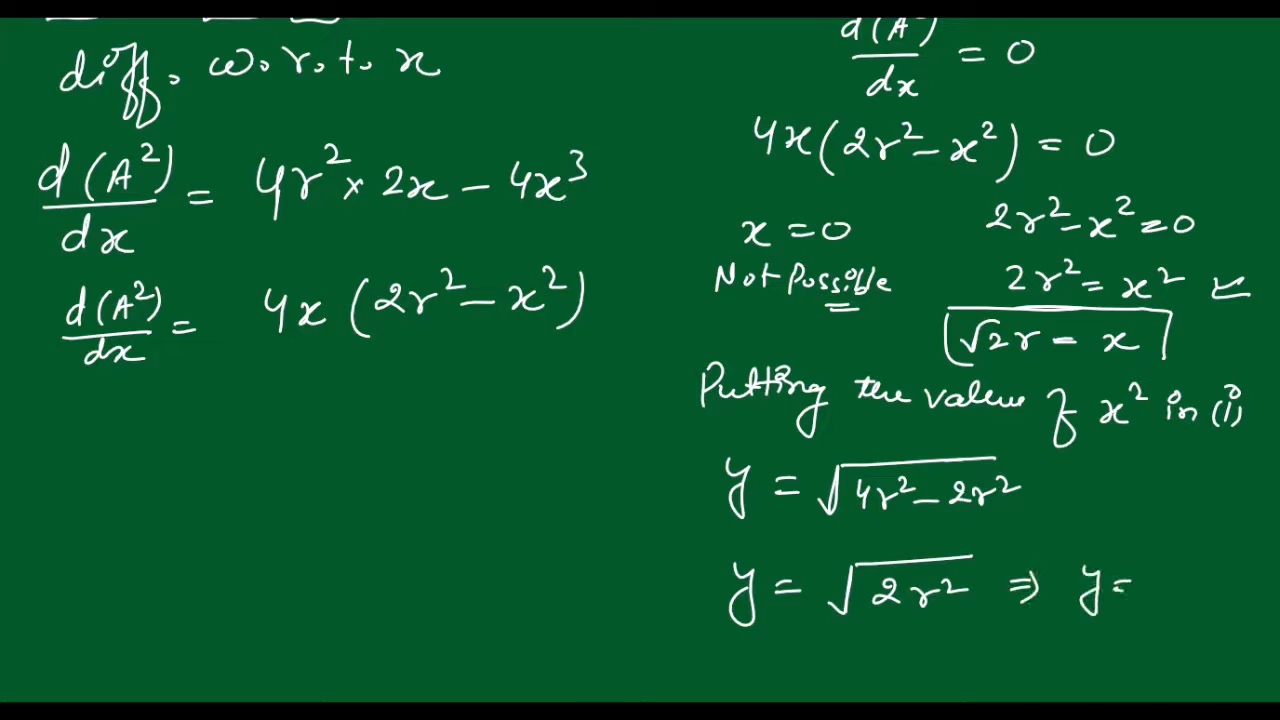 diff. w.r.t. x
d(A²)/dx = 4r² × 2x − 4x³
d(A²)/dx = 4x (2r² − x²)
d(A²)/dx = 0
4x(2r² − x²) = 0
x = 0
Not Possible
2r² − x² = 0
2r² = x²
√2r = x
Putting the value of x² in (i)
y = √(4r² − 2r²)
y = √(2r²) ⇒ y =